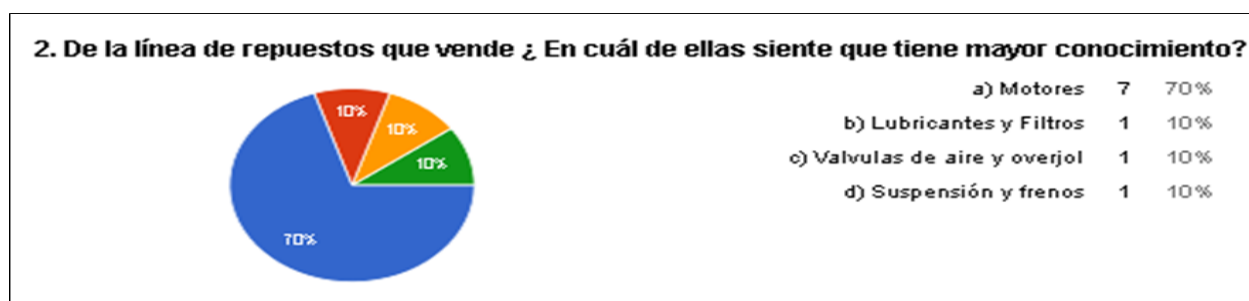 2. De la línea de repuestos que vende ¿ En cuál de ellas siente que tiene mayor conocimiento?
10%
10%
10%
70%
a) Motores 7 70%
b) Lubricantes y Filtros 1 10%
c) Valvulas de aire y overjol 1 10%
d) Suspensión y frenos 1 10%